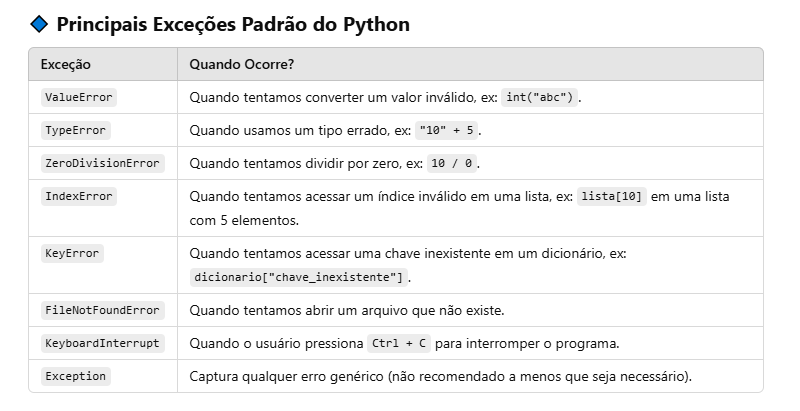 Principais Exceções Padrão do Python
Exceção Quando Ocorre?
ValueError Quando tentamos converter um valor inválido, ex: int("abc").
TypeError Quando usamos um tipo errado, ex: "10" + 5.
ZeroDivisionError Quando tentamos dividir por zero, ex: 10 / 0.
IndexError Quando tentamos acessar um índice inválido em uma lista, ex: lista[10] em uma lista
com 5 elementos.
KeyError Quando tentamos acessar uma chave inexistente em um dicionário, ex:
dicionario["chave_inexistente"].
FileNotFoundError Quando tentamos abrir um arquivo que não existe.
KeyboardInterrupt Quando o usuário pressiona Ctrl + C para interromper o programa.
Exception Captura qualquer erro genérico (não recomendado a menos que seja necessário).